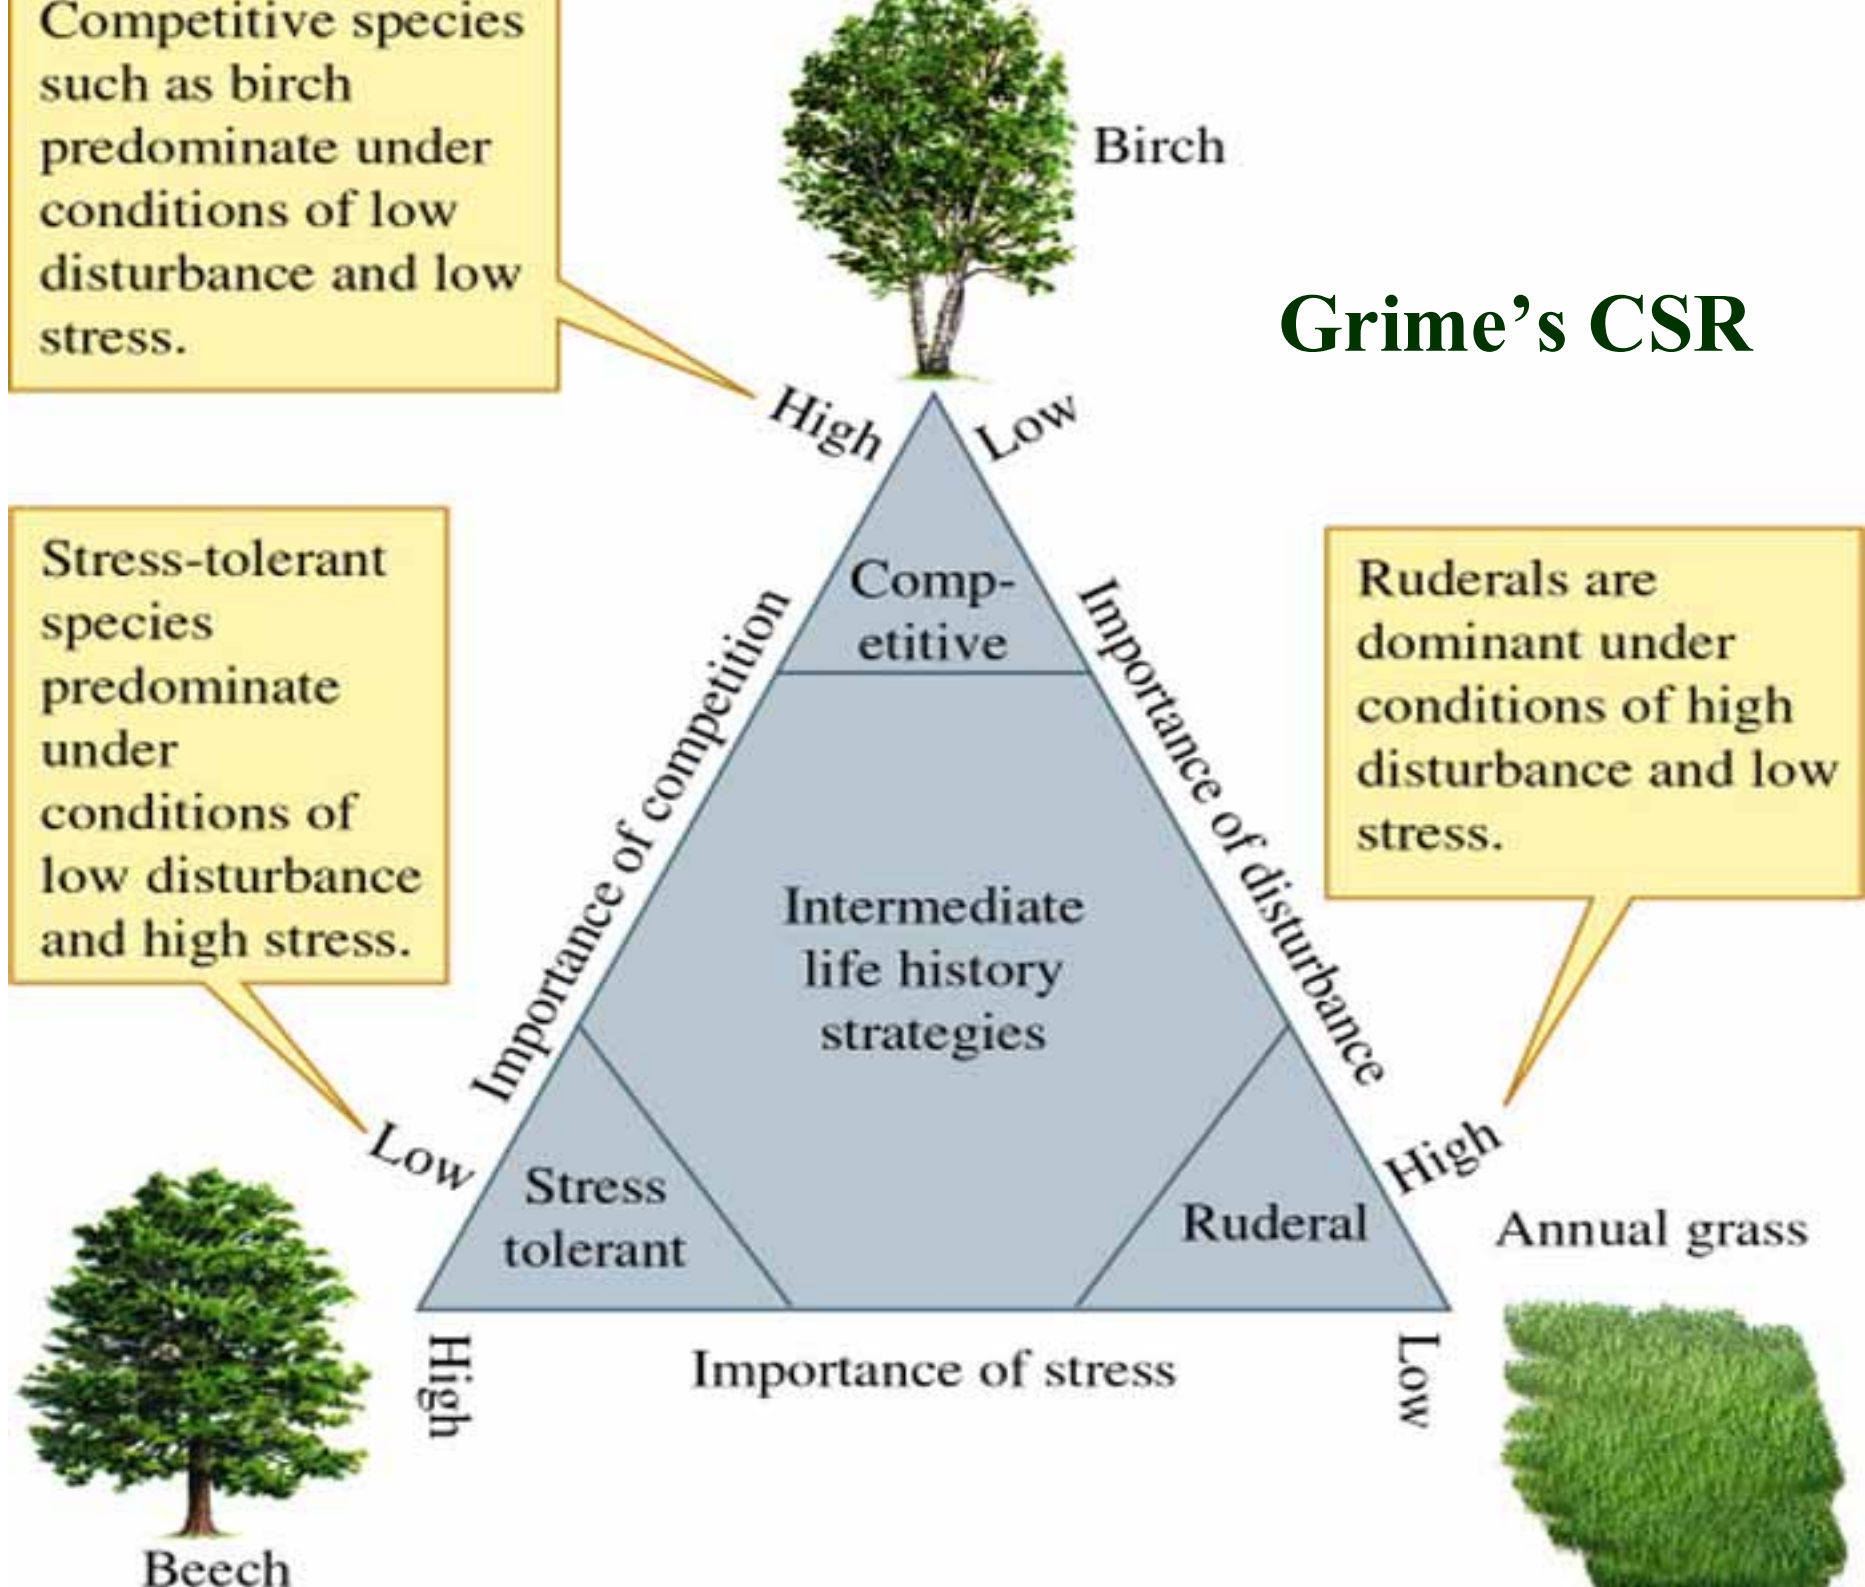 Competitive species
such as birch
predominate under
conditions of low
disturbance and low
stress.
Birch
Grime’s CSR
High
Low
Stress-tolerant
species
predominate
under
conditions of
low disturbance
and high stress.
Comp-
etitive
Importance of competition
Importance of disturbance
Ruderals are
dominant under
conditions of high
disturbance and low
stress.
Intermediate
life history
strategies
Low
High
Stress
tolerant
Ruderal
Annual grass
High
Importance of stress
Low
Beech